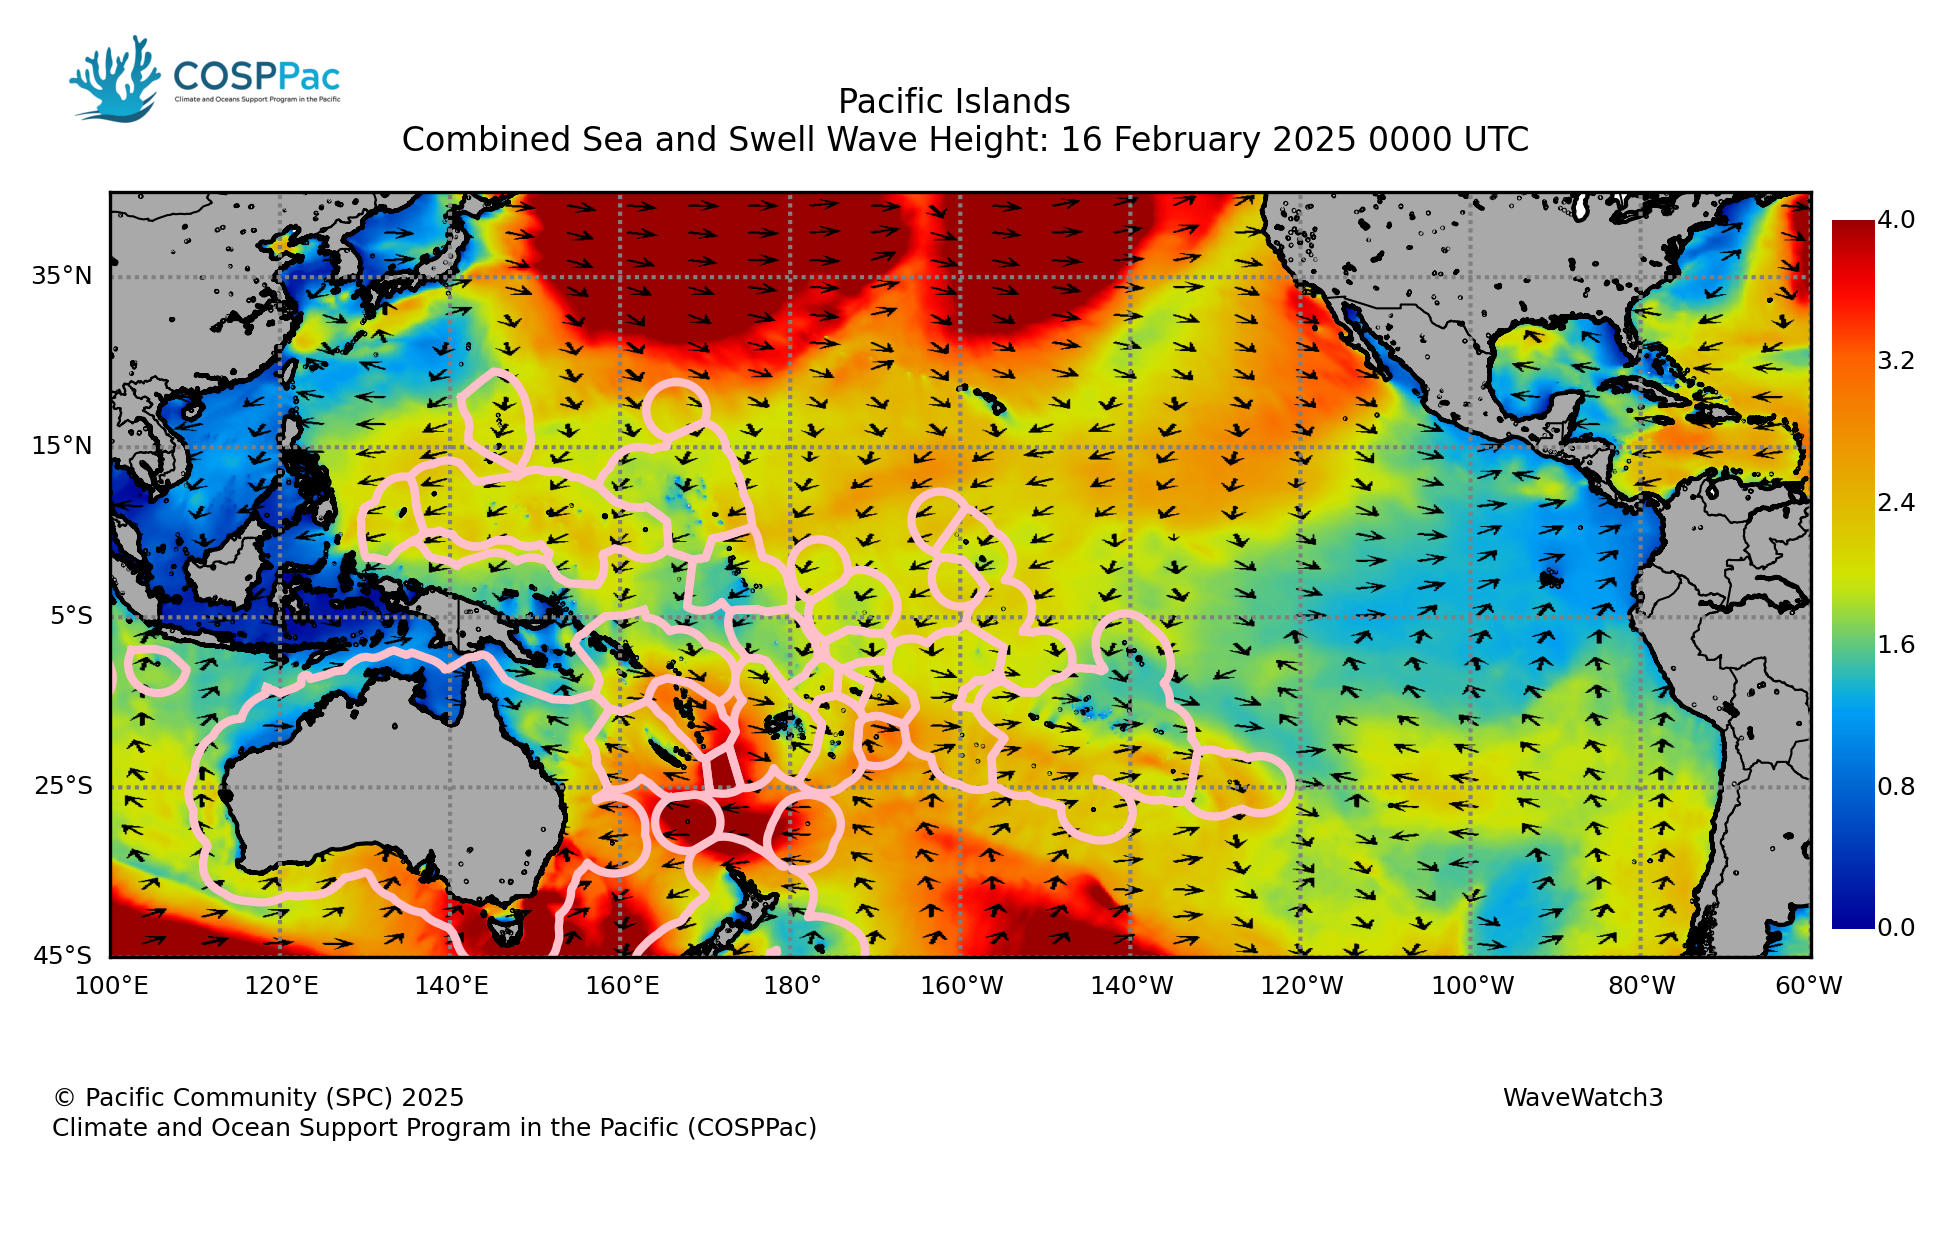 COSPPac
Climate and Oceans Support Program in the Pacific
Pacific Islands
Combined Sea and Swell Wave Height: 16 February 2025 0000 UTC
35°N
15°N
5°S
25°S
45°S
100°E 120°E 140°E 160°E 180° 160°W 140°W 120°W 100°W 80°W 60°W
4.0
3.2
2.4
1.6
0.8
0.0
© Pacific Community (SPC) 2025
Climate and Ocean Support Program in the Pacific (COSPPac)
WaveWatch3